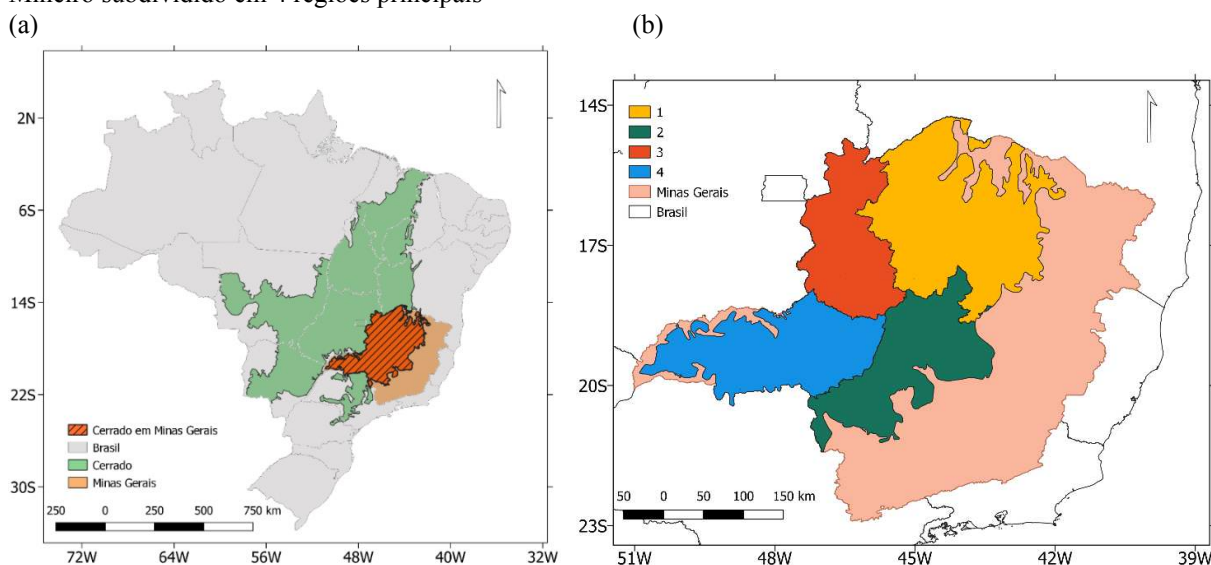 Mineiro subdividido em 4 regiões principais
(a)
(b)
2N
6S
14S
22S
30S
Cerrado em Minas Gerais
Brasil
Cerrado
Minas Gerais
250 0 250 500 750 km
72W 64W 56W 48W 40W 32W
14S
17S
20S
23S
1
2
3
4
Minas Gerais
Brasil
50 0 50 100 150 km
51W 48W 45W 42W 39W